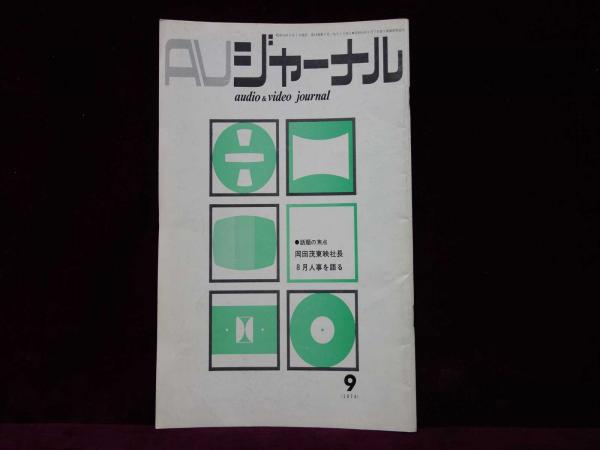 AVジャーナル
audio & video journal
●話題の焦点
岡田茂東映社長
8月人事を語る
9
(1974)